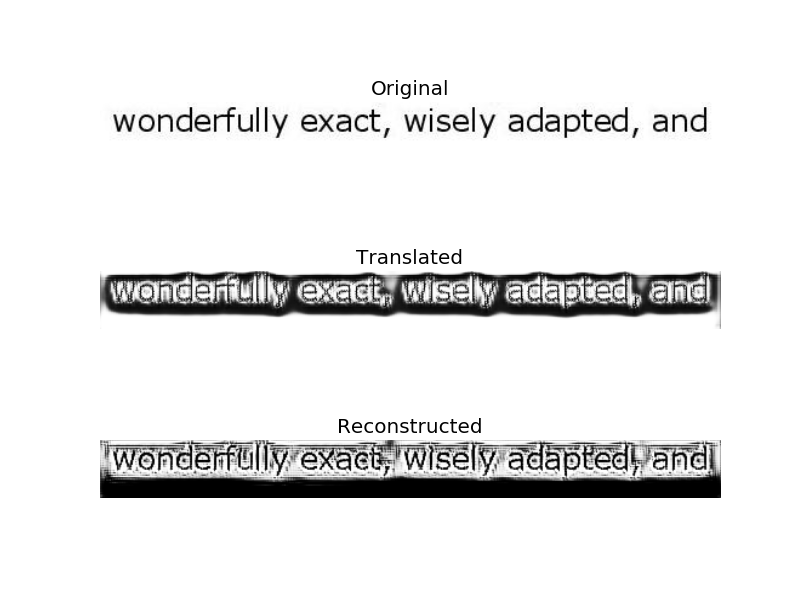 Original
wonderfully exact, wisely adapted, and
Translated
wonderfully exact, wisely adapted, and
Reconstructed
wonderfully exact, wisely adapted, and